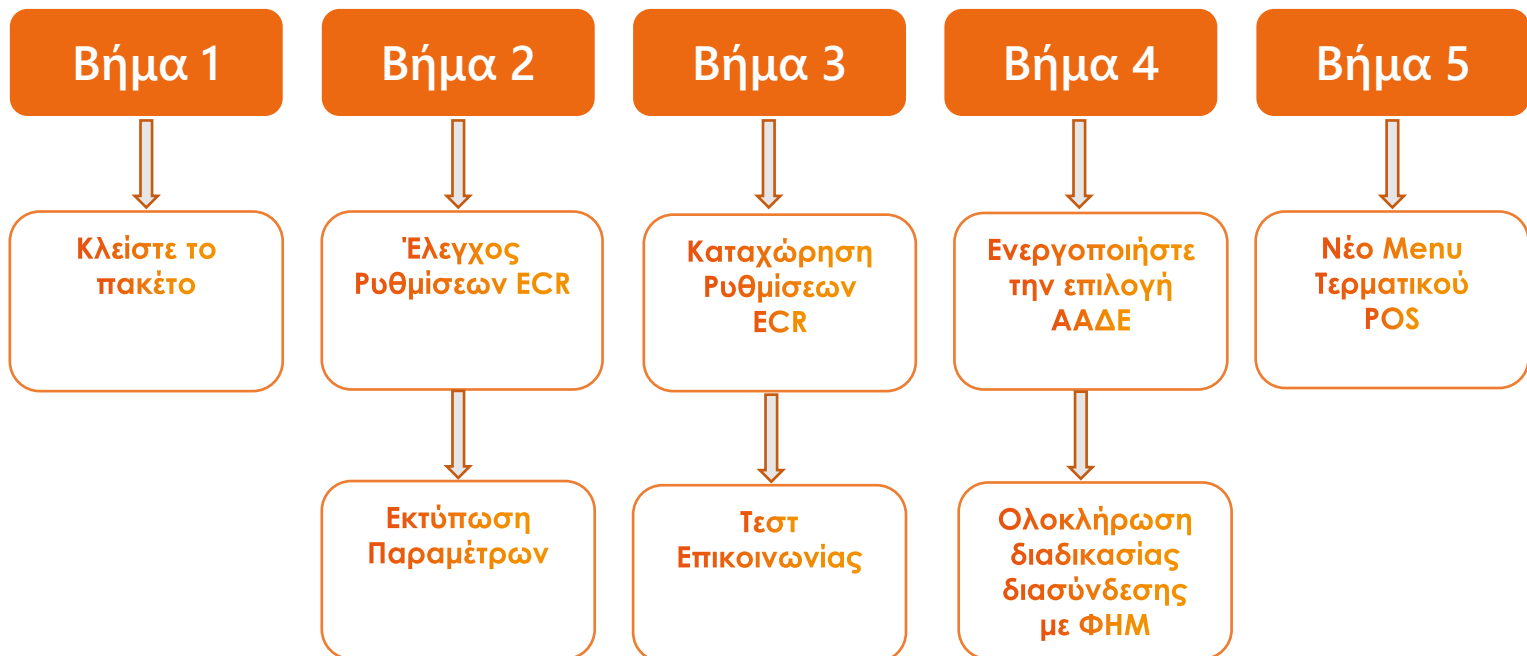 Βήμα 1
Βήμα 2
Βήμα 3
Βήμα 4
Βήμα 5
Κλείστε το
πακέτο
Έλεγχος
Ρυθμίσεων ECR
Καταχώρηση
Ρυθμίσεων
ECR
Ενεργοποιήστε
την επιλογή
ΑΑΔΕ
Νέο Menu
Τερματικού
POS
Εκτύπωση
Παραμέτρων
Τεστ
Επικοινωνίας
Ολοκλήρωση
διαδικασίας
διασύνδεσης
με ΦΗΜ